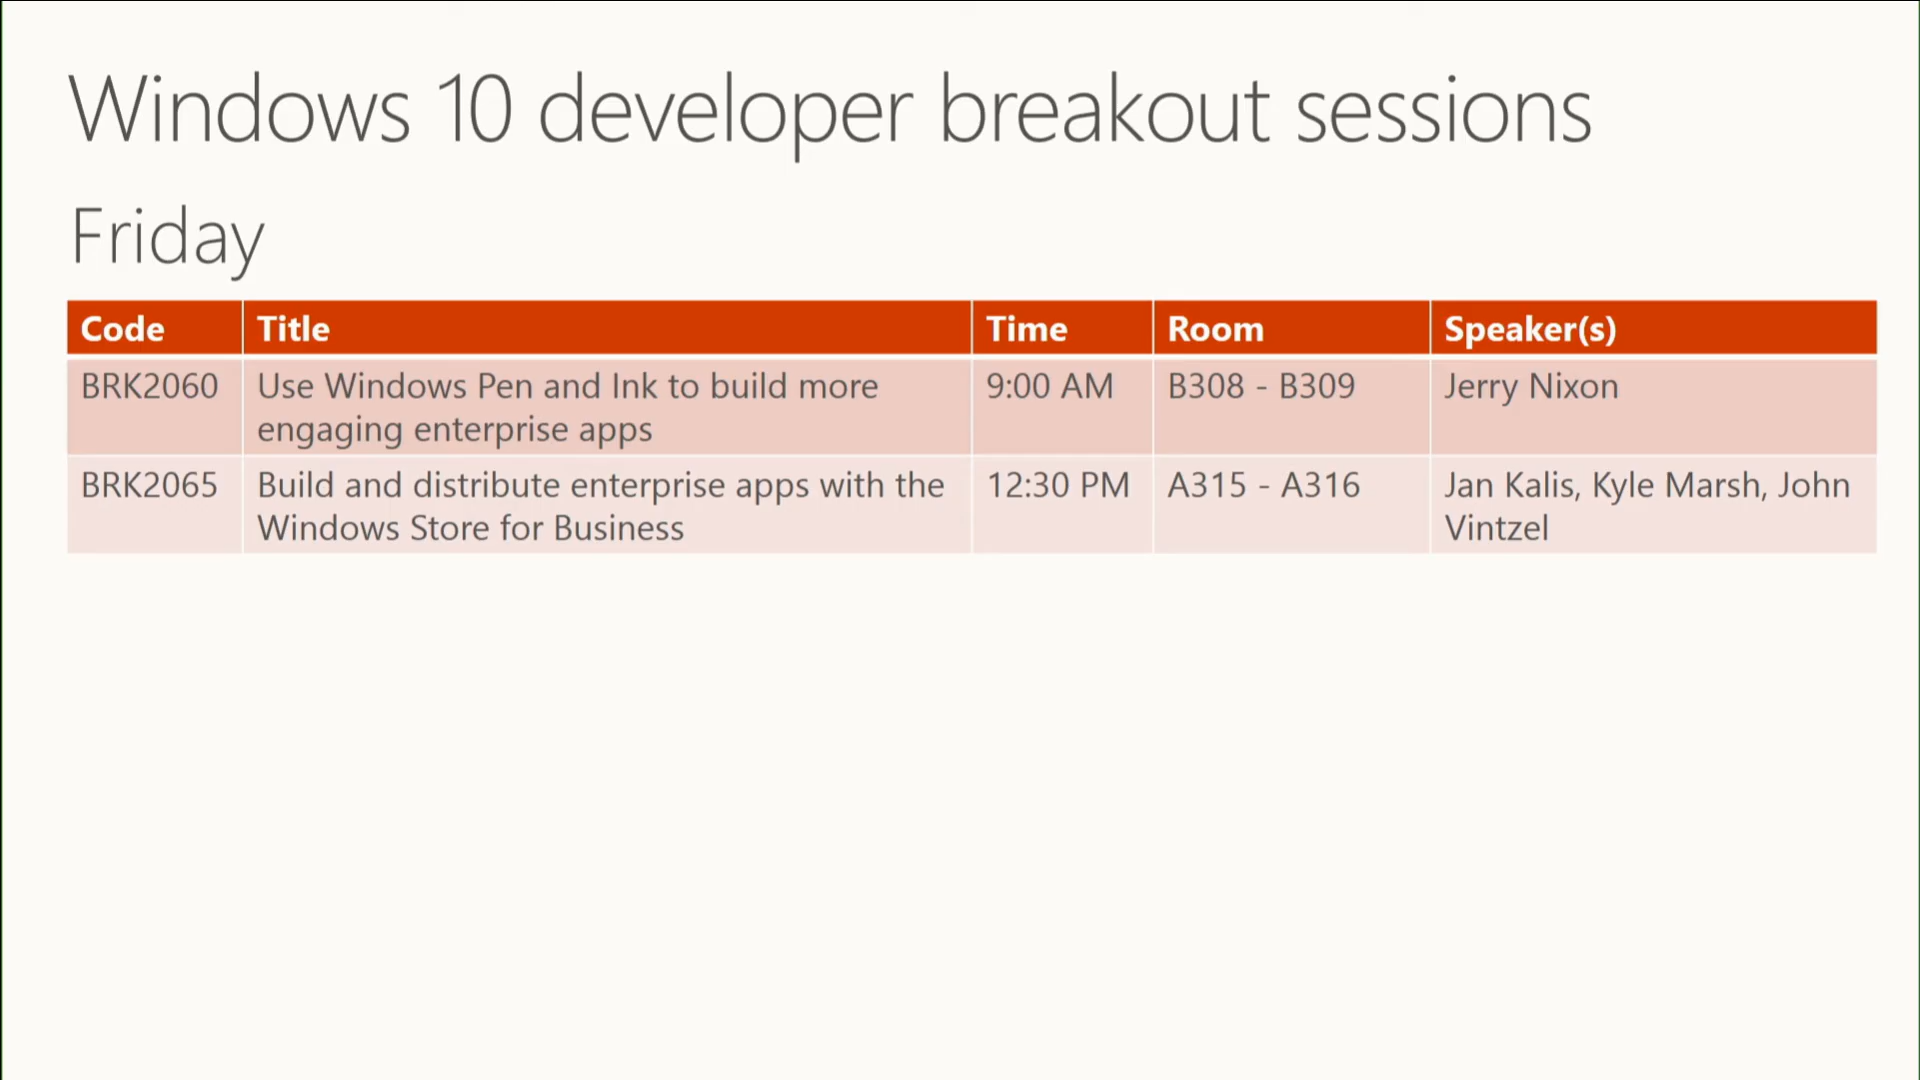 Windows 10 developer breakout sessions
Friday
Code Title Time Room Speaker(s)
BRK2060 Use Windows Pen and Ink to build more 9:00 AM B308 - B309 Jerry Nixon
engaging enterprise apps
BRK2065 Build and distribute enterprise apps with the 12:30 PM A315 - A316 Jan Kalis, Kyle Marsh, John
Windows Store for Business Vintzel